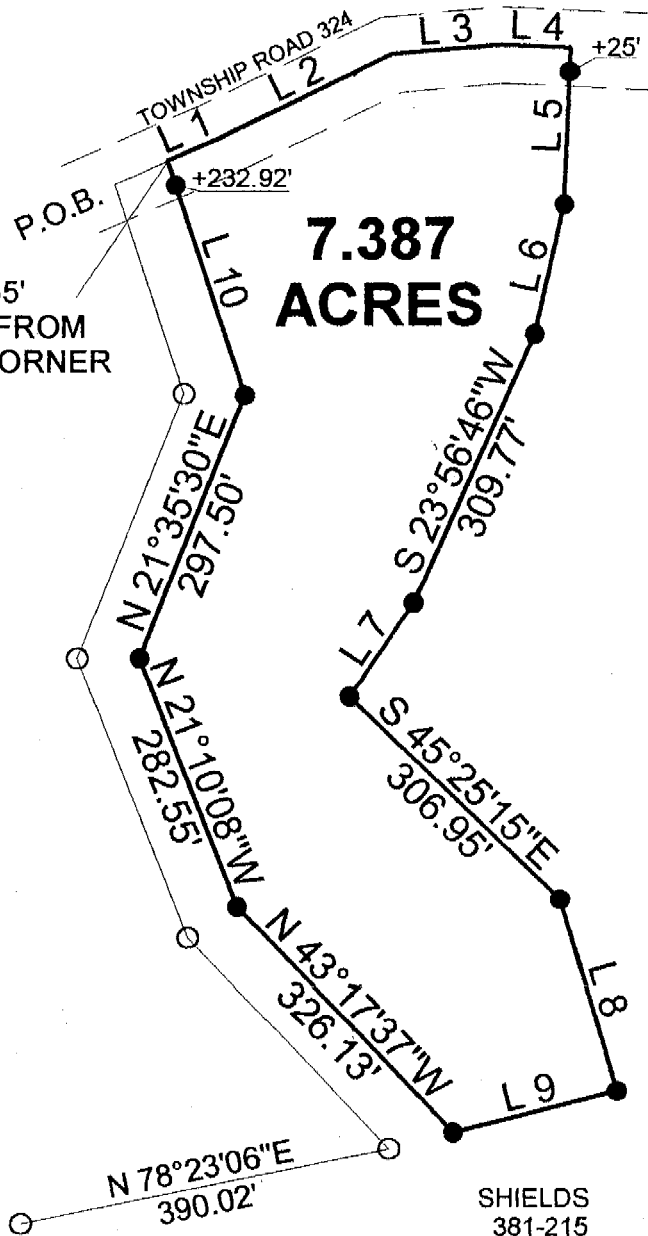 L 3
L 4
+25'
TOWNSHIP ROAD 324
L 2
L 1
L 5
P.O.B.
+232.92'
7.387
ACRES
L 10
L 6
5'
FROM
ORNER
S 23°56'46"W
309.77'
N 21°35'30"E
297.50'
L 7
N 21°10'08"W
282.55'
S 45°25'15"E
306.95'
N 43°17'37"W
326.13'
L 8
L 9
N 78°23'06"E
390.02'
SHIELDS
381-215